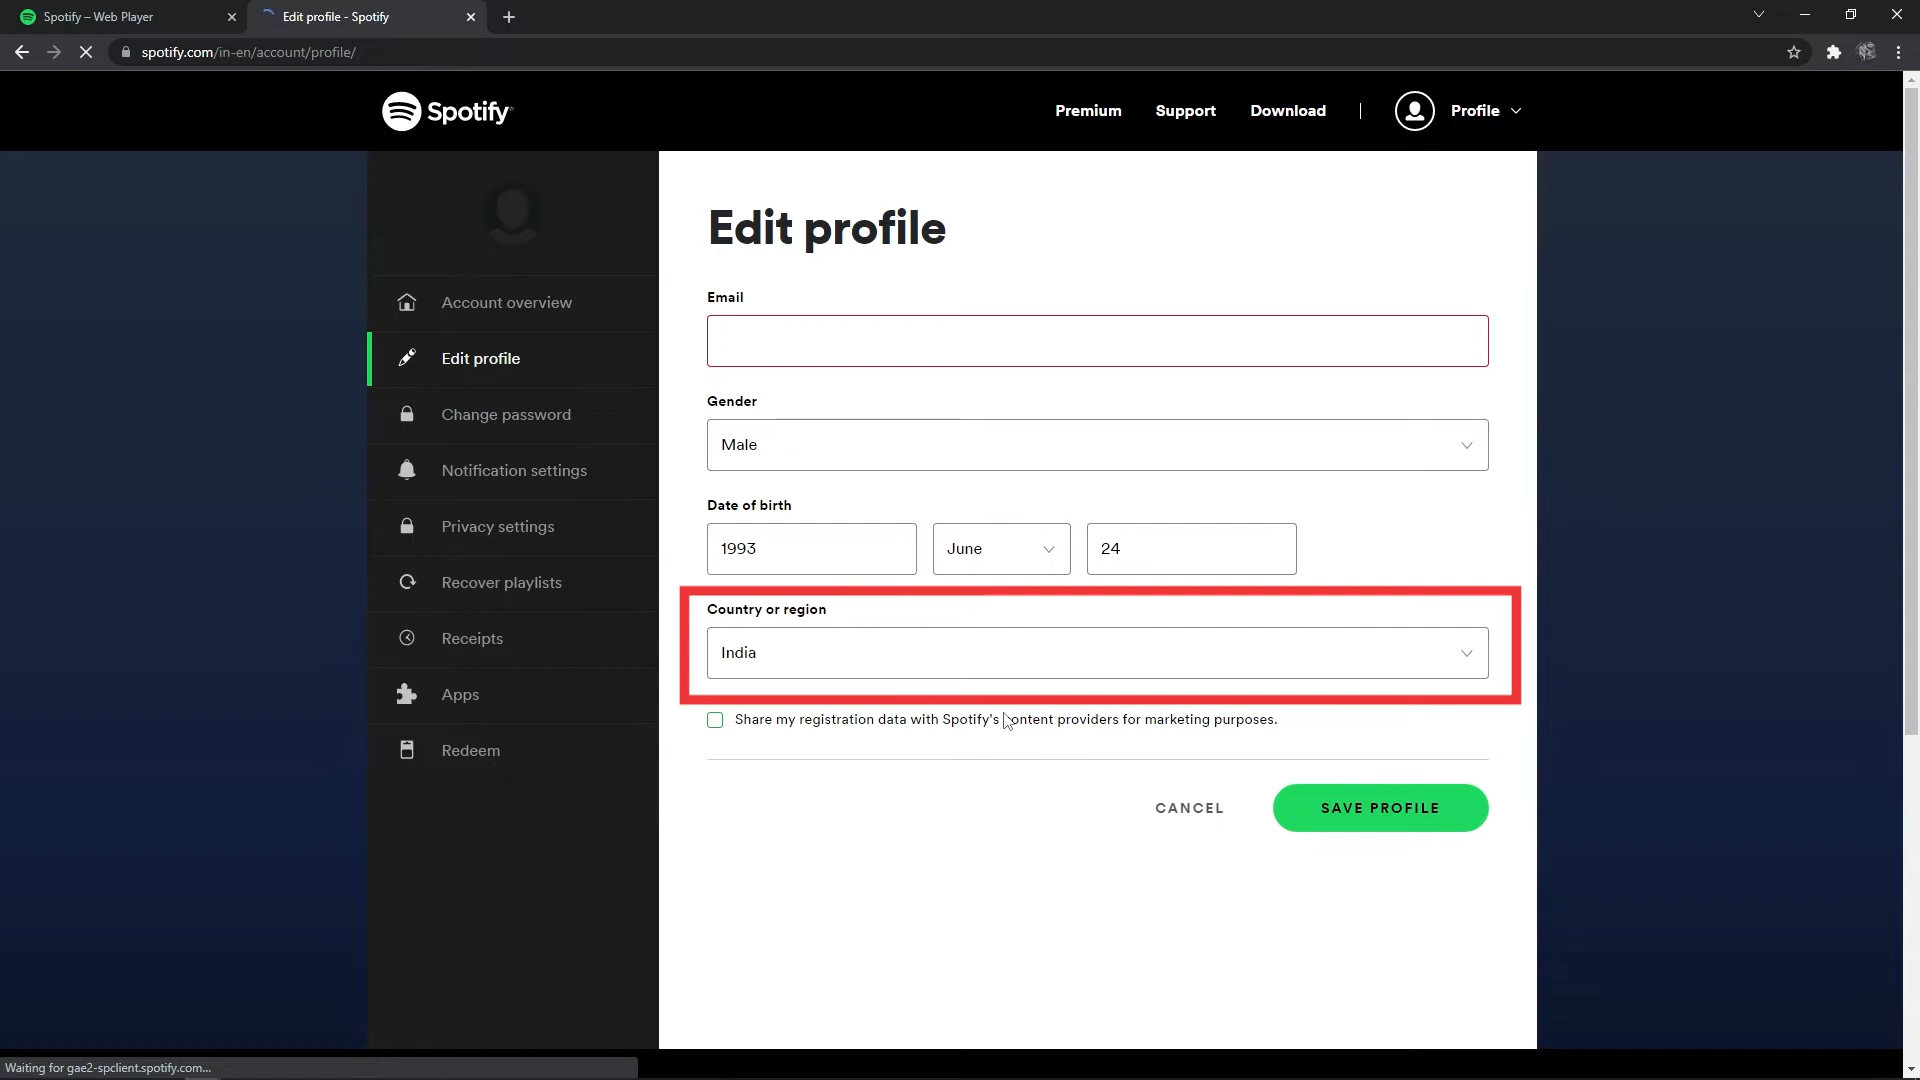 Spotify – Web Player
Edit profile - Spotify
spotify.com/in-en/account/profile/
Spotify
Premium
Support
Download
Profile
Account overview
Edit profile
Change password
Notification settings
Privacy settings
Recover playlists
Receipts
Apps
Redeem
Edit profile
Email
Gender
Male
Date of birth
1993 June 24
Country or region
India
Share my registration data with Spotify's content providers for marketing purposes.
CANCEL
SAVE PROFILE
Waiting for gae2-spclient.spotify.com...